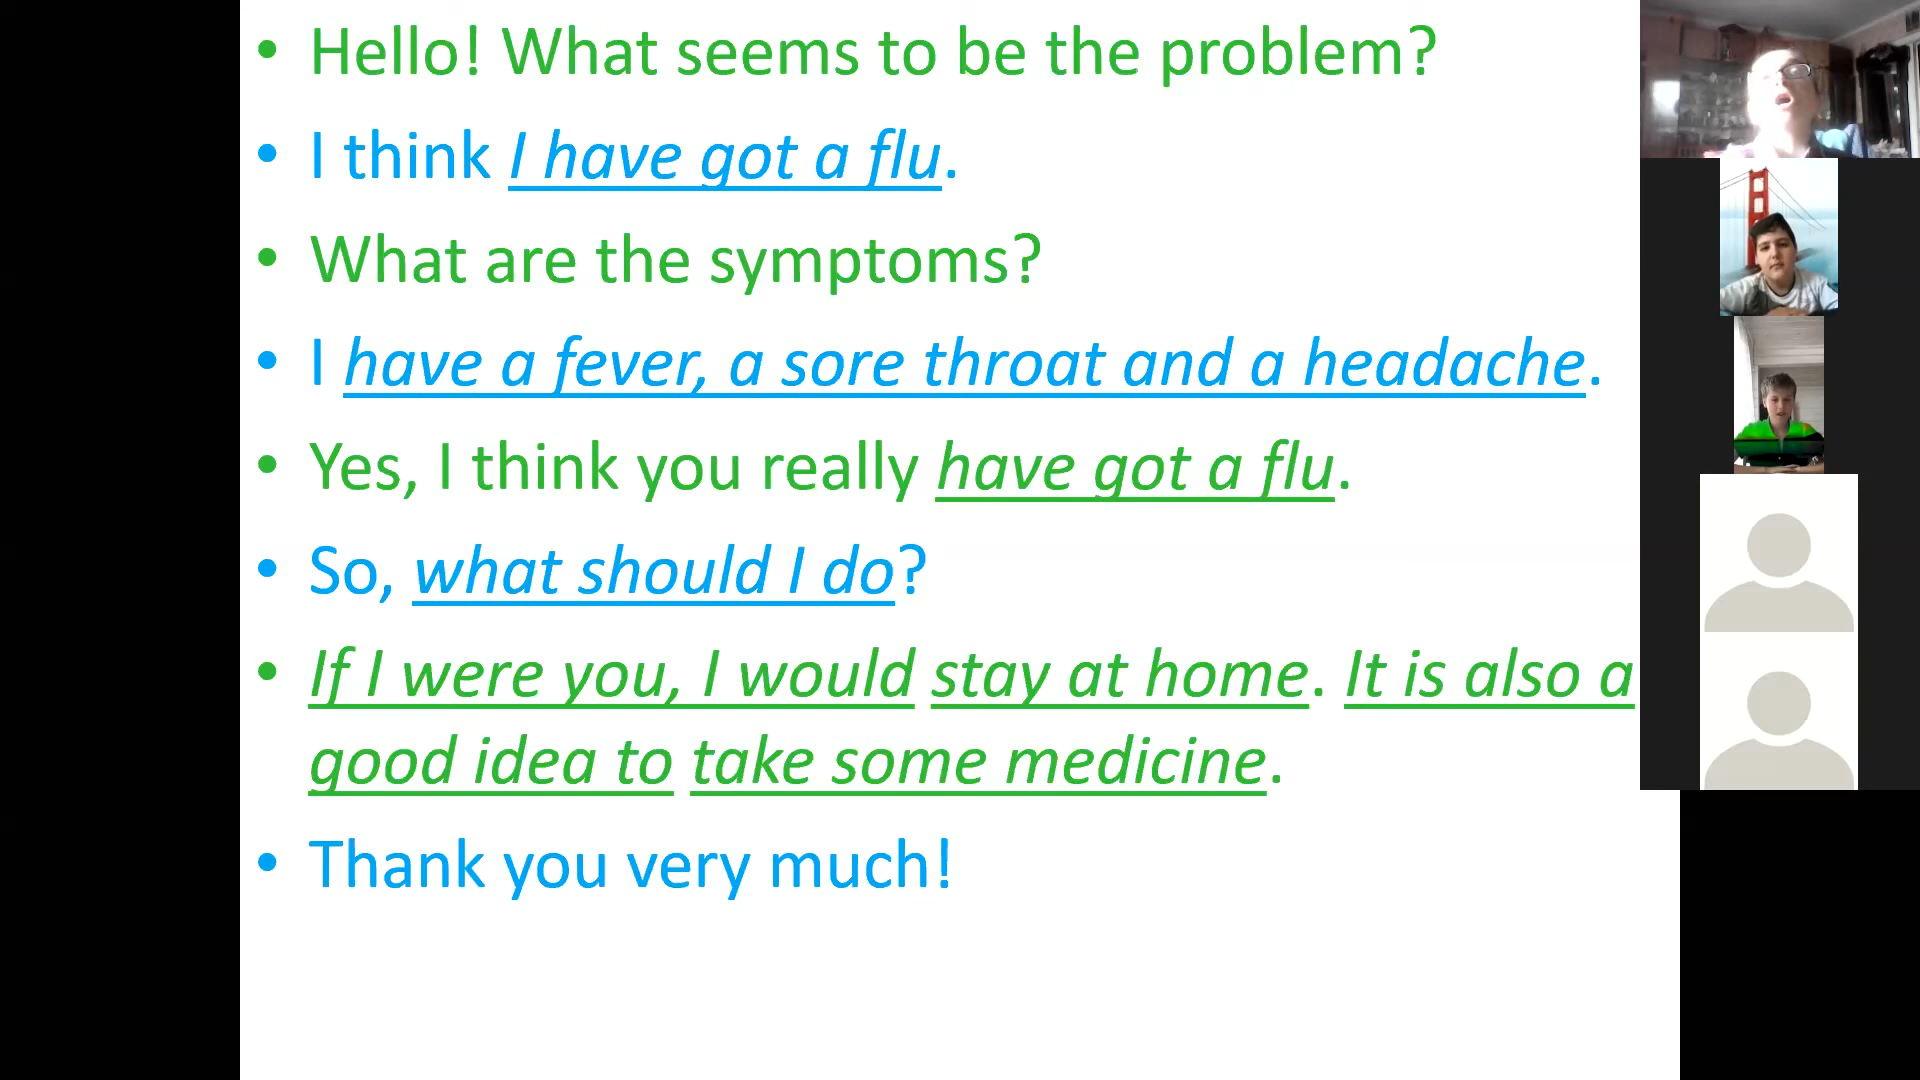 • Hello! What seems to be the problem?
• I think I have got a flu.
• What are the symptoms?
• I have a fever, a sore throat and a headache.
• Yes, I think you really have got a flu.
• So, what should I do?
• If I were you, I would stay at home. It is also a
good idea to take some medicine.
• Thank you very much!